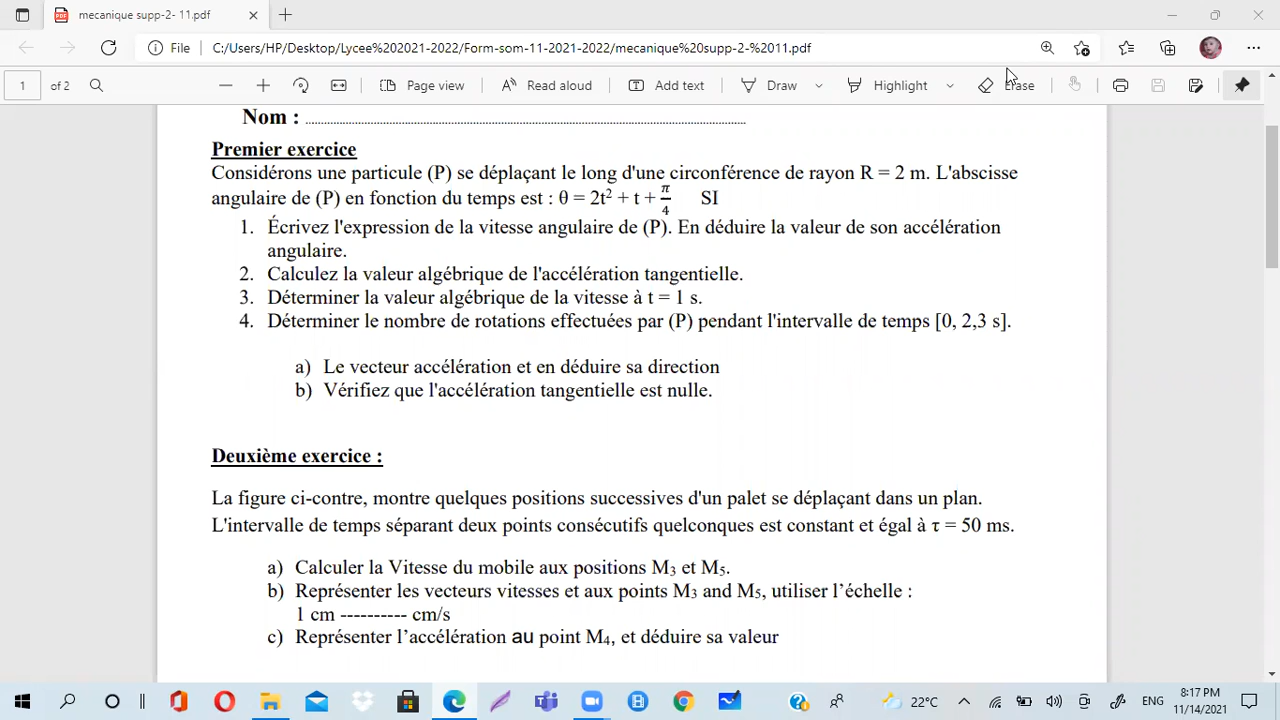 mecanique supp-2- 11.pdf
File C:/Users/HP/Desktop/Lycee%202021-2022/Form-som-11-2021-2022/mecanique%20supp-2-%2011.pdf
1 of 2 Page view Read aloud Add text Draw Highlight Erase
Nom : ................................................................
Premier exercice
Considérons une particule (P) se déplaçant le long d'une circonférence de rayon R = 2 m. L'abscisse
angulaire de (P) en fonction du temps est : θ = 2t² + t + π/4 SI
1. Écrivez l'expression de la vitesse angulaire de (P). En déduire la valeur de son accélération
angulaire.
2. Calculez la valeur algébrique de l'accélération tangentielle.
3. Déterminer la valeur algébrique de la vitesse à t = 1 s.
4. Déterminer le nombre de rotations effectuées par (P) pendant l'intervalle de temps [0, 2,3 s].
a) Le vecteur accélération et en déduire sa direction
b) Vérifiez que l'accélération tangentielle est nulle.
Deuxième exercice :
La figure ci-contre, montre quelques positions successives d'un palet se déplaçant dans un plan.
L'intervalle de temps séparant deux points consécutifs quelconques est constant et égal à τ = 50 ms.
a) Calculer la Vitesse du mobile aux positions M₃ et M₅.
b) Représenter les vecteurs vitesses et aux points M₃ and M₅, utiliser l’échelle :
1 cm ---------- cm/s
c) Représenter l’accélération au point M₄, et déduire sa valeur
22°C ENG 8:17 PM
11/14/2021